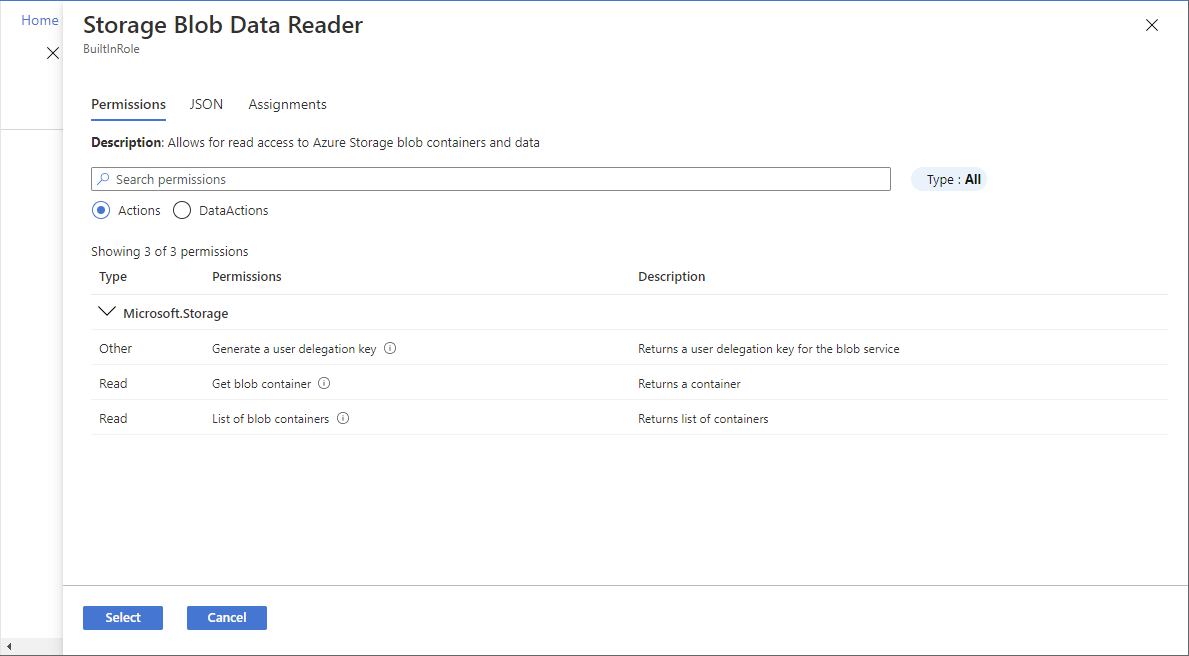 Home
Storage Blob Data Reader
BuiltInRole
Permissions JSON Assignments
Description: Allows for read access to Azure Storage blob containers and data
Search permissions Type : All
Actions DataActions
Showing 3 of 3 permissions
Type Permissions Description
Microsoft.Storage
Other Generate a user delegation key Returns a user delegation key for the blob service
Read Get blob container Returns a container
Read List of blob containers Returns list of containers
Select Cancel